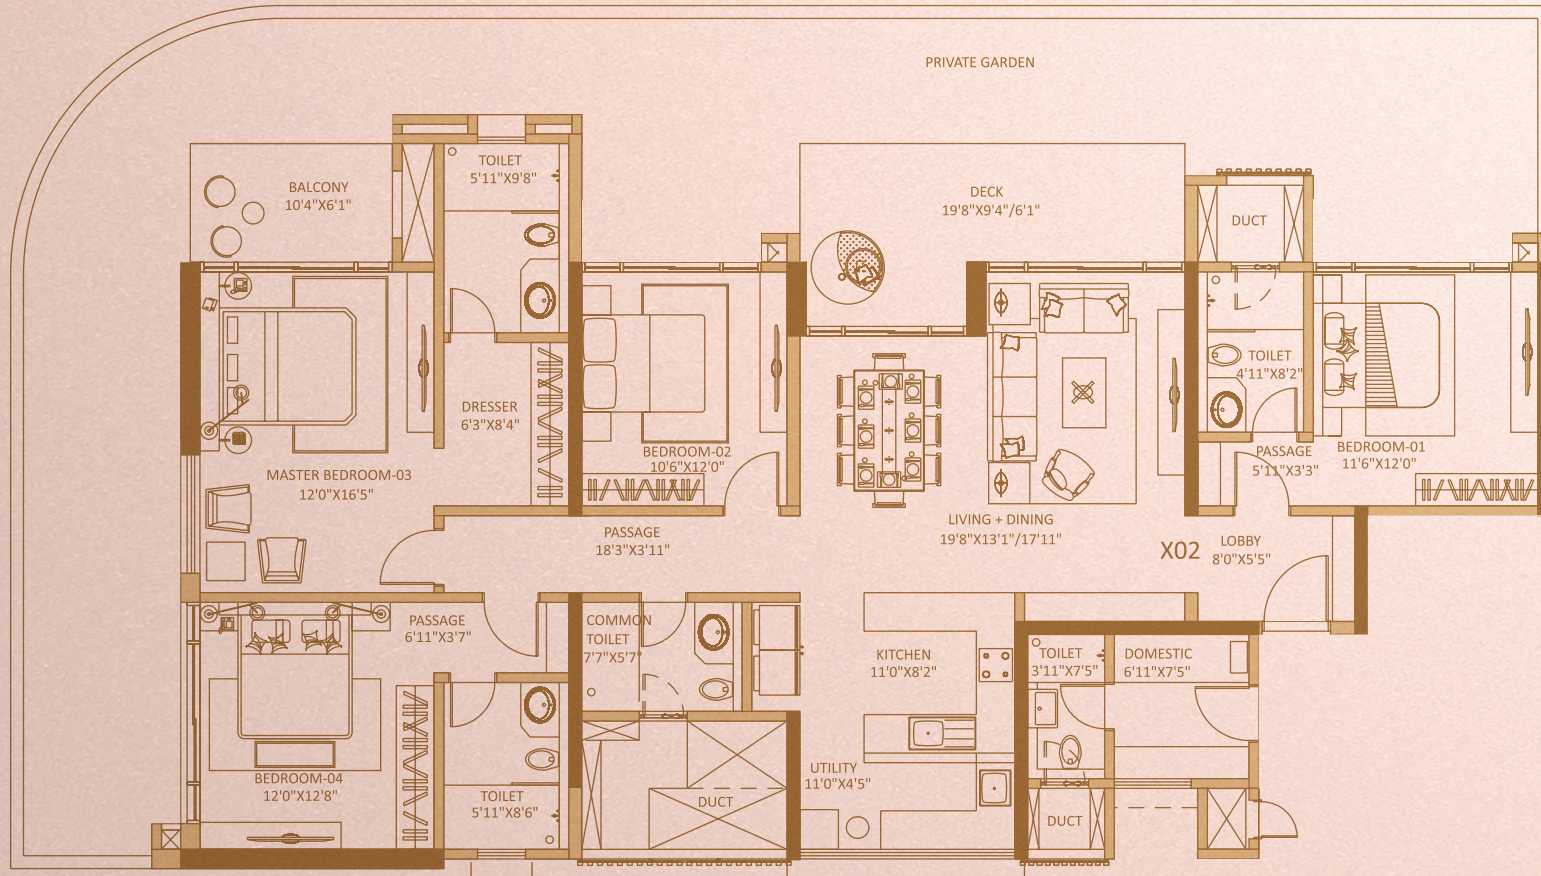 PRIVATE GARDEN
TOILET
5'11"X9'8"
BALCONY
10'4"X6'1"
DECK
19'8"X9'4"/6'1"
DUCT
TOILET
4'11"X8'2"
DRESSER
6'3"X8'4"
BEDROOM-02
10'6"X12'0"
MASTER BEDROOM-03
12'0"X16'5"
PASSAGE
5'11"X3'3"
BEDROOM-01
11'6"X12'0"
PASSAGE
18'3"X3'11"
LIVING + DINING
19'8"X13'1"/17'11"
X02
LOBBY
8'0"X5'5"
PASSAGE
6'11"X3'7"
COMMON
TOILET
7'7"X5'7"
KITCHEN
11'0"X8'2"
TOILET
3'11"X7'5"
DOMESTIC
6'11"X7'5"
BEDROOM-04
12'0"X12'8"
TOILET
5'11"X8'6"
DUCT
UTILITY
11'0"X4'5"
DUCT